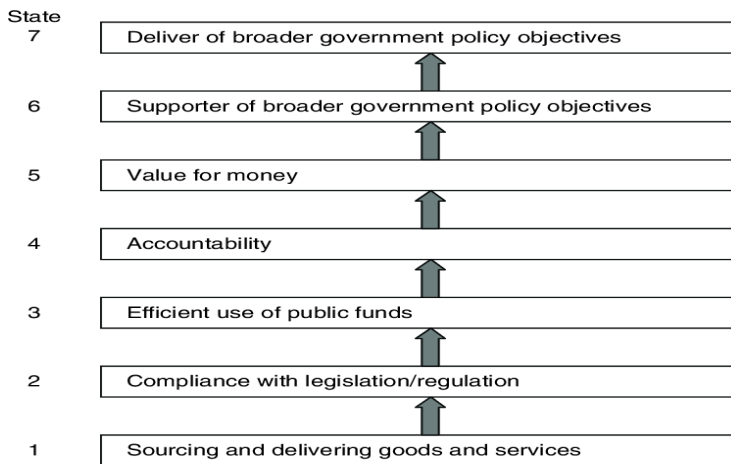 State
7 Deliver of broader government policy objectives
6 Supporter of broader government policy objectives
5 Value for money
4 Accountability
3 Efficient use of public funds
2 Compliance with legislation/regulation
1 Sourcing and delivering goods and services